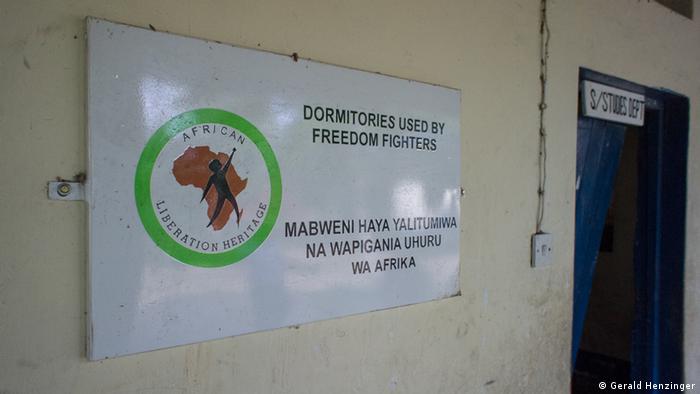 AFRICAN
LIBERATION HERITAGE
DORMITORIES USED BY
FREEDOM FIGHTERS
MABWENI HAYA YALITUMIWA
NA WAPIGANIA UHURU
WA AFRIKA
S/STUDIES DEPT
© Gerald Henzinger